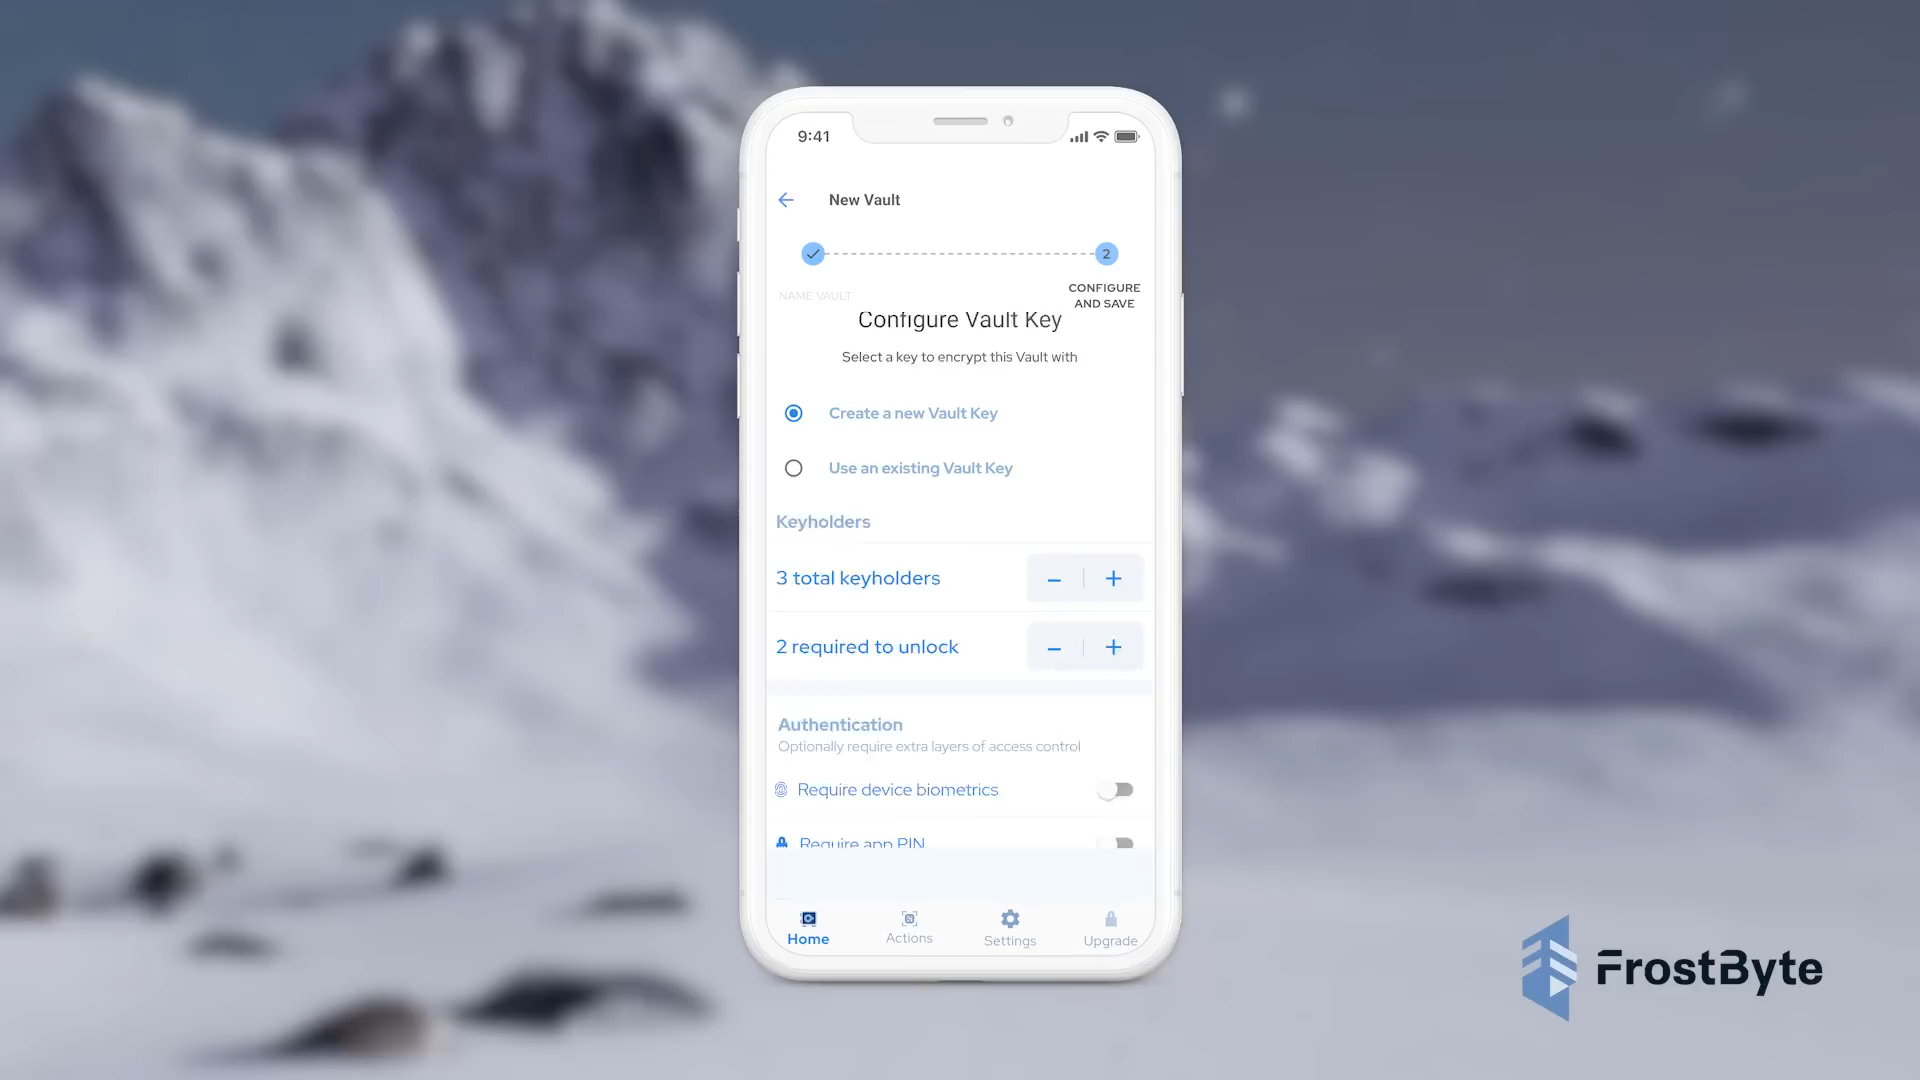 9:41
New Vault
2
NAME VAULT
CONFIGURE
AND SAVE
Configure Vault Key
Select a key to encrypt this Vault with
Create a new Vault Key
Use an existing Vault Key
Keyholders
3 total keyholders
2 required to unlock
Authentication
Optionally require extra layers of access control
Require device biometrics
Require app PIN
Home
Actions
Settings
Upgrade
FrostByte